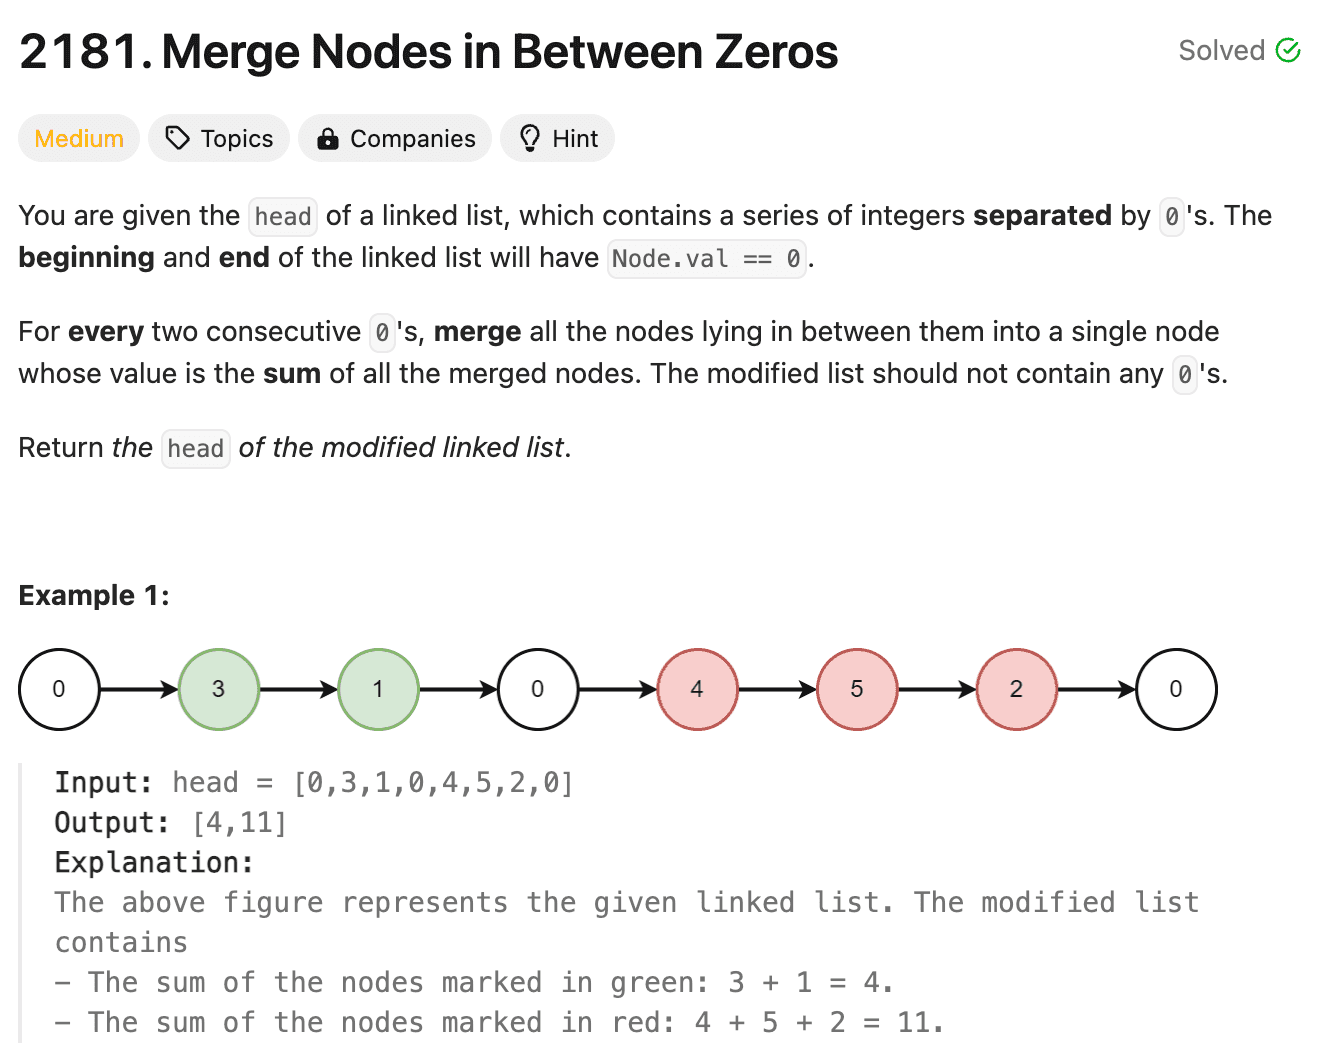 2181. Merge Nodes in Between Zeros
Solved
Medium
Topics
Companies
Hint
You are given the head of a linked list, which contains a series of integers separated by 0's. The
beginning and end of the linked list will have Node.val == 0.
For every two consecutive 0's, merge all the nodes lying in between them into a single node
whose value is the sum of all the merged nodes. The modified list should not contain any 0's.
Return the head of the modified linked list.
Example 1:
0 3 1 0 4 5 2 0
Input: head = [0,3,1,0,4,5,2,0]
Output: [4,11]
Explanation:
The above figure represents the given linked list. The modified list
contains
- The sum of the nodes marked in green: 3 + 1 = 4.
- The sum of the nodes marked in red: 4 + 5 + 2 = 11.